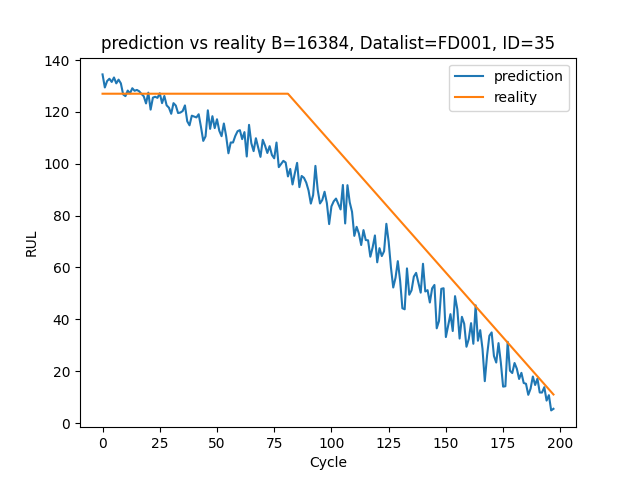 prediction vs reality B=16384, Datalist=FD001, ID=35
140
120
100
80
60
40
20
0
RUL
prediction
reality
0 25 50 75 100 125 150 175 200
Cycle